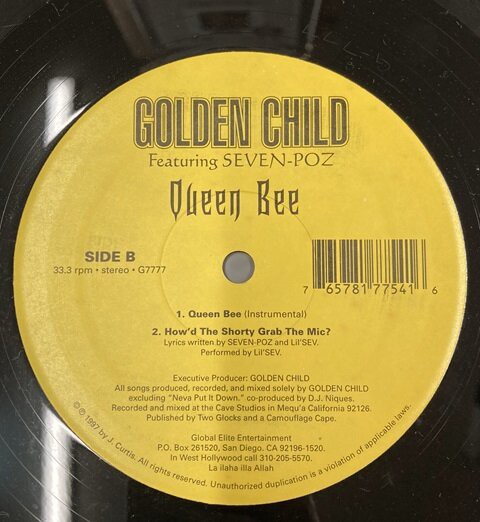 GOLDEN CHILD
Featuring SEVEN-POZ
Queen Bee
SIDE B
33.3 rpm • stereo • G7777
7 65781 77541 6
1. Queen Bee (Instrumental)
2. How'd The Shorty Grab The Mic?
Lyrics written by SEVEN-POZ and Lil'SEV.
Performed by Lil'SEV.
Executive Producer: GOLDEN CHILD
All songs produced, recorded, and mixed solely by GOLDEN CHILD
excluding "Neva Put It Down." co-produced by D.J. Niques.
Recorded and mixed at the Cave Studios in Mequ'a California 92126.
Published by Two Glocks and a Camouflage Cape.
Global Elite Entertainment
P.O. Box 261520, San Diego. CA 92196-1520.
In West Hollywood call 310-205-5570.
La ilaha illa Allah
©℗ 1997 by J. Curtis. All rights reserved. Unauthorized duplication is a violation of applicable laws.